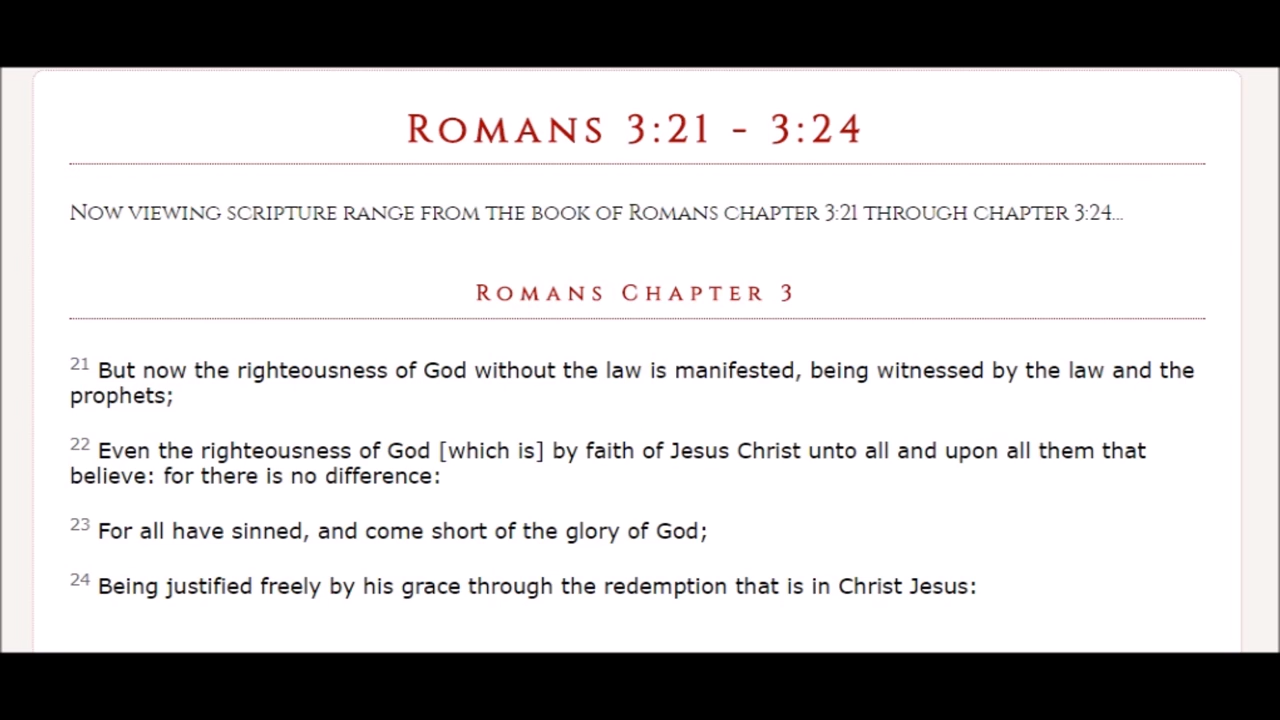 Romans 3:21 - 3:24
Now viewing scripture range from the book of Romans chapter 3:21 through chapter 3:24...
Romans Chapter 3
21 But now the righteousness of God without the law is manifested, being witnessed by the law and the
prophets;
22 Even the righteousness of God [which is] by faith of Jesus Christ unto all and upon all them that
believe: for there is no difference:
23 For all have sinned, and come short of the glory of God;
24 Being justified freely by his grace through the redemption that is in Christ Jesus: